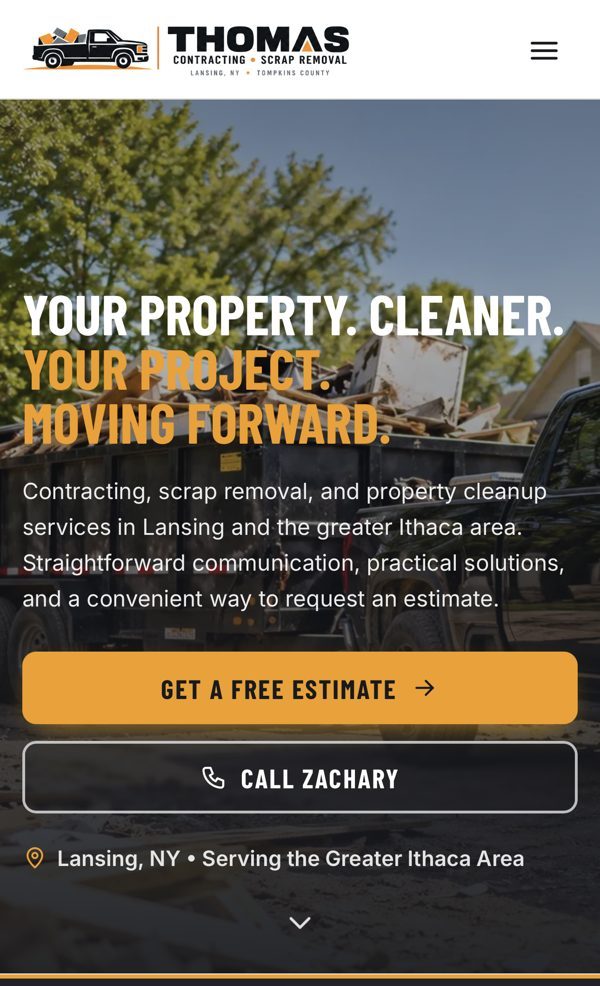 THOMAS
CONTRACTING • SCRAP REMOVAL
LANSING, NY • TOMPKINS COUNTY
YOUR PROPERTY. CLEANER.
YOUR PROJECT.
MOVING FORWARD.
Contracting, scrap removal, and property cleanup
services in Lansing and the greater Ithaca area.
Straightforward communication, practical solutions,
and a convenient way to request an estimate.
GET A FREE ESTIMATE →
CALL ZACHARY
Lansing, NY • Serving the Greater Ithaca Area